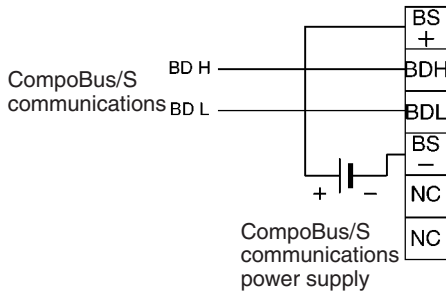 BS
+
CompoBus/S
communications
BD H
BDH
BD L
BDL
BS
–
+ –
NC
NC
CompoBus/S
communications
power supply